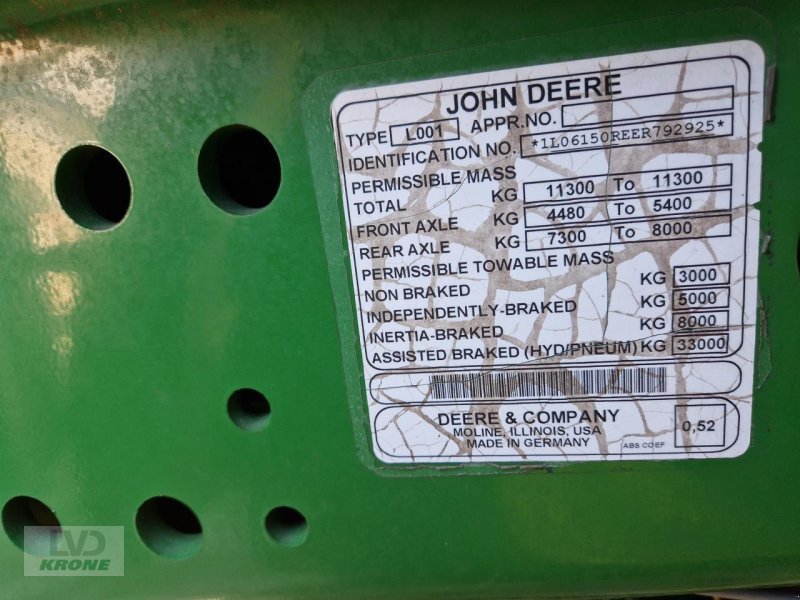 JOHN DEERE
TYPE L001 APPR.NO.
IDENTIFICATION NO. *1L06150REER792925*
PERMISSIBLE MASS
TOTAL KG 11300 To 11300
FRONT AXLE KG 4480 To 5400
REAR AXLE KG 7300 To 8000
PERMISSIBLE TOWABLE MASS
NON BRAKED KG 3000
INDEPENDENTLY-BRAKED KG 5000
INERTIA-BRAKED KG 8000
ASSISTED BRAKED (HYD/PNEUM) KG 33000
DEERE & COMPANY
MOLINE, ILLINOIS, USA
MADE IN GERMANY
ABS COEF 0,52
LVD
KRONE